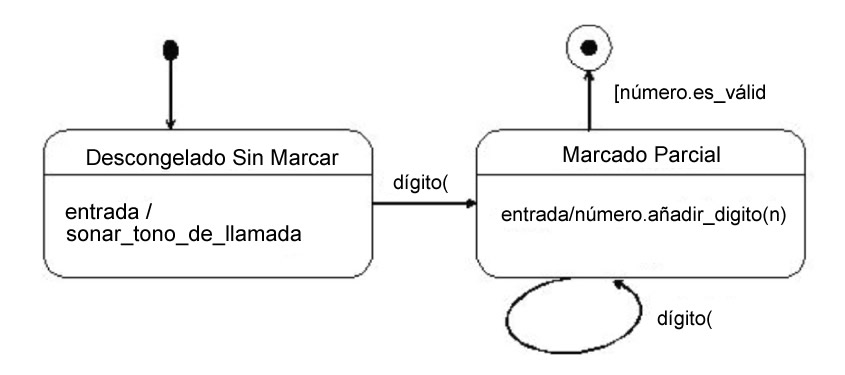 [número.es_válid
Descongelado Sin Marcar
Marcado Parcial
dígito(
entrada /
sonar_tono_de_llamada
entrada/número.añadir_digito(n)
dígito(